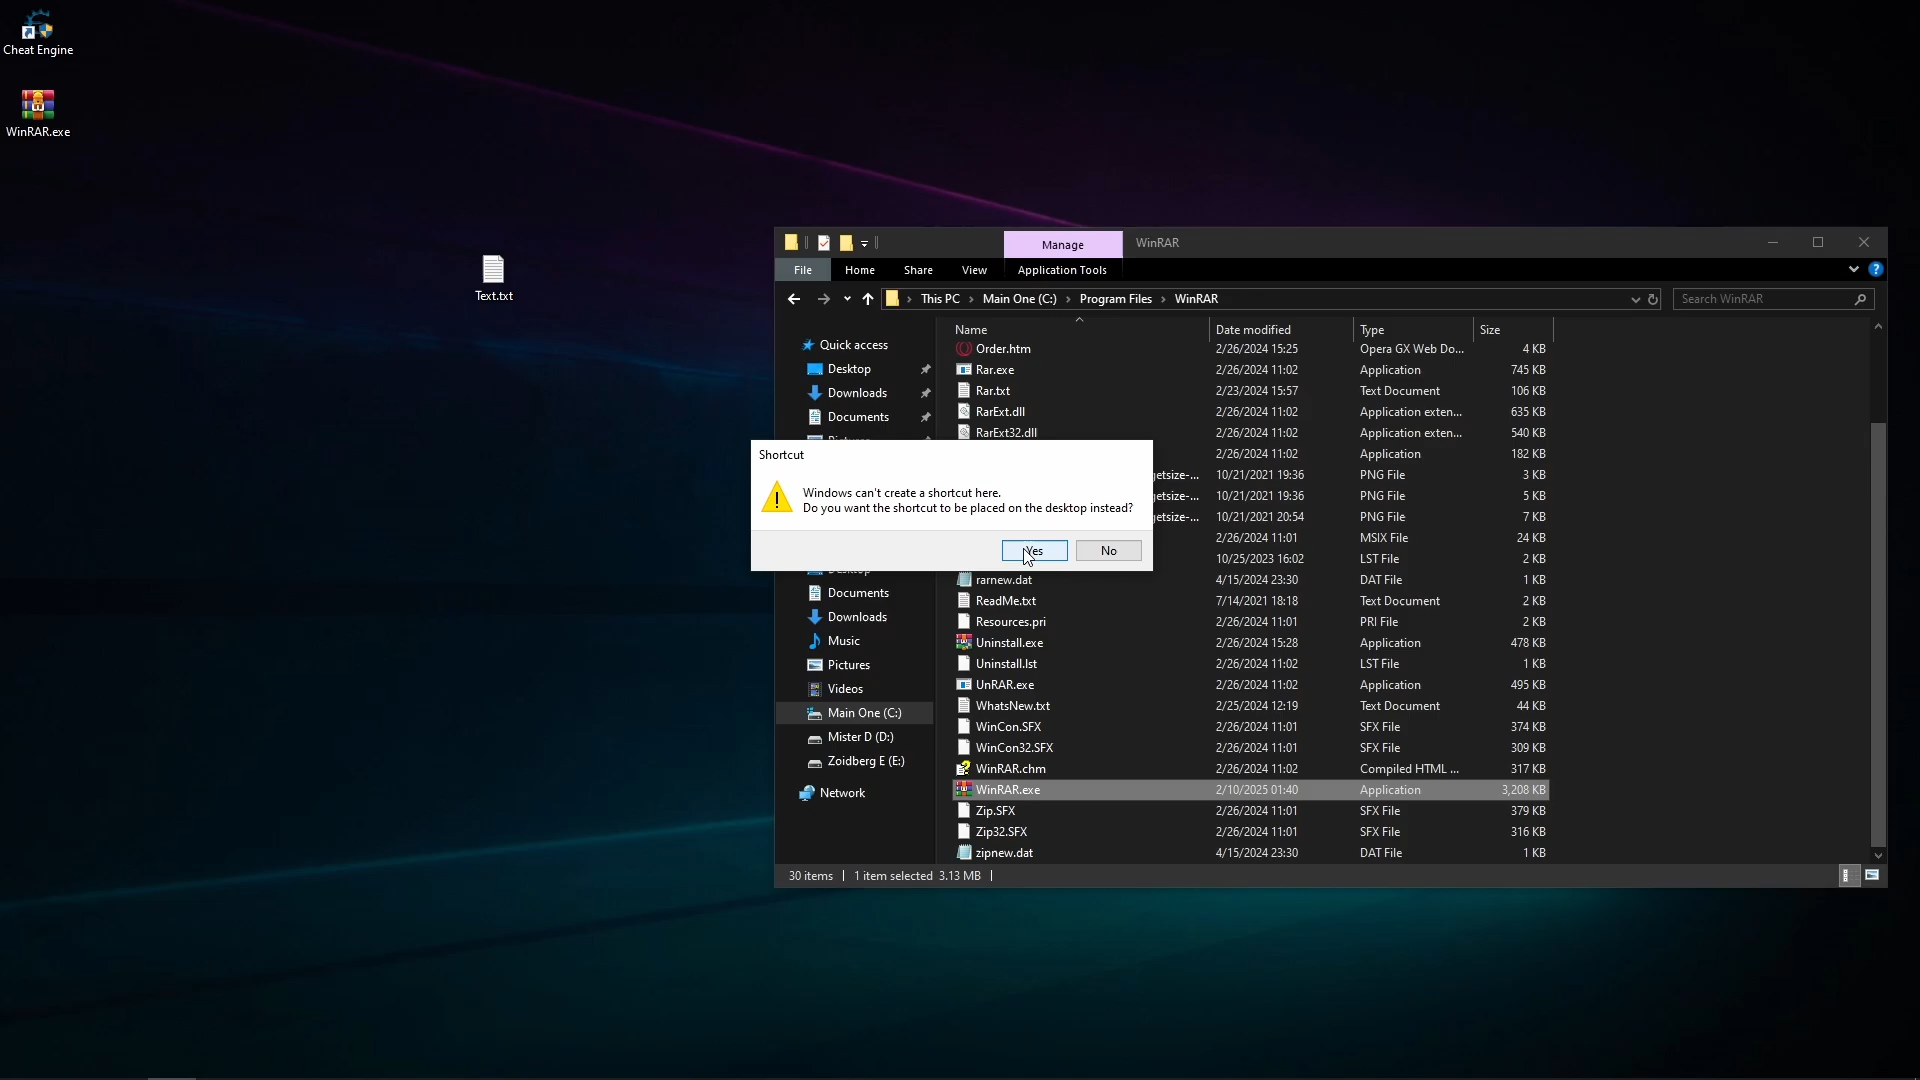 Cheat Engine
WinRAR.exe
Text.txt
Manage
WinRAR
File
Home
Share
View
Application Tools
This PC
Main One (C:)
Program Files
WinRAR
Search WinRAR
Name
Date modified
Type
Size
Quick access
Desktop
Downloads
Documents
Order.htm 2/26/2024 15:25 Opera GX Web Do... 4 KB
Rar.exe 2/26/2024 11:02 Application 745 KB
Rar.txt 2/23/2024 15:57 Text Document 106 KB
RarExt.dll 2/26/2024 11:02 Application exten... 635 KB
RarExt32.dll 2/26/2024 11:02 Application exten... 540 KB
2/26/2024 11:02 Application 182 KB
getsize-... 10/21/2021 19:36 PNG File 3 KB
getsize-... 10/21/2021 19:36 PNG File 5 KB
getsize-... 10/21/2021 20:54 PNG File 7 KB
2/26/2024 11:01 MSIX File 24 KB
10/25/2023 16:02 LST File 2 KB
Shortcut
Windows can't create a shortcut here.
Do you want the shortcut to be placed on the desktop instead?
Yes
No
Documents
Downloads
Music
Pictures
Videos
Main One (C:)
Mister D (D:)
Zoidberg E (E:)
Network
rarnew.dat 4/15/2024 23:30 DAT File 1 KB
ReadMe.txt 7/14/2021 18:18 Text Document 2 KB
Resources.pri 2/26/2024 11:01 PRI File 2 KB
Uninstall.exe 2/26/2024 15:28 Application 478 KB
Uninstall.lst 2/26/2024 11:02 LST File 1 KB
UnRAR.exe 2/26/2024 11:02 Application 495 KB
WhatsNew.txt 2/25/2024 12:19 Text Document 44 KB
WinCon.SFX 2/26/2024 11:01 SFX File 374 KB
WinCon32.SFX 2/26/2024 11:01 SFX File 309 KB
WinRAR.chm 2/26/2024 11:02 Compiled HTML ... 317 KB
WinRAR.exe 2/10/2025 01:40 Application 3,208 KB
Zip.SFX 2/26/2024 11:01 SFX File 379 KB
Zip32.SFX 2/26/2024 11:01 SFX File 316 KB
zipnew.dat 4/15/2024 23:30 DAT File 1 KB
30 items
1 item selected 3.13 MB